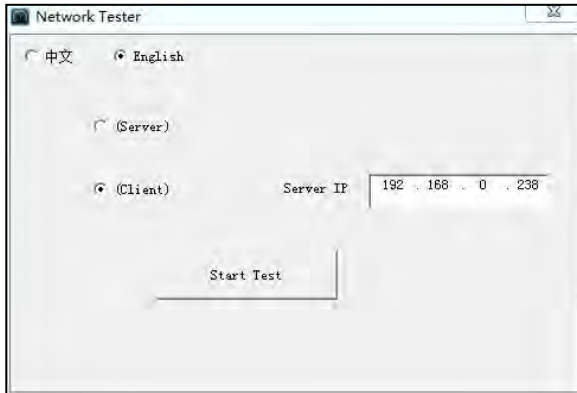 Network Tester
中文 English
(Server)
(Client) Server IP 192 . 168 . 0 . 238
Start Test